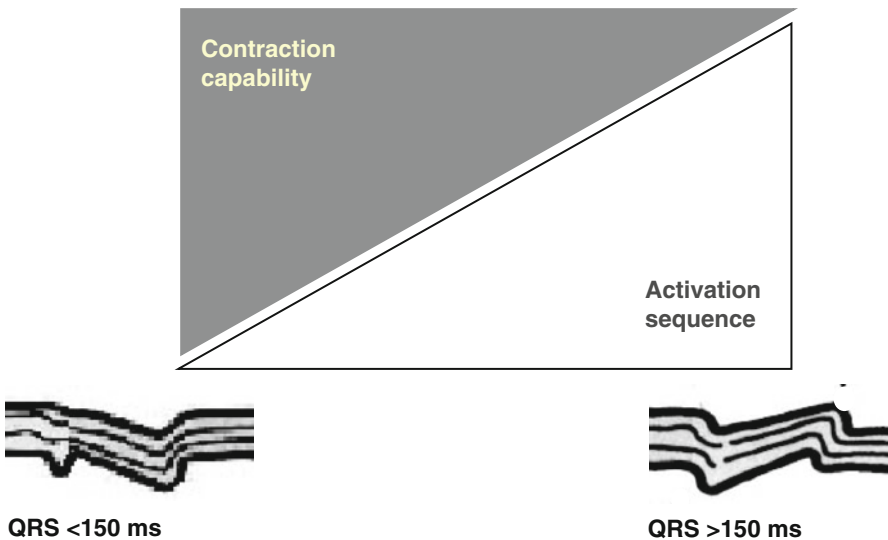 Contraction
capability
Activation
sequence
QRS <150 ms
QRS >150 ms